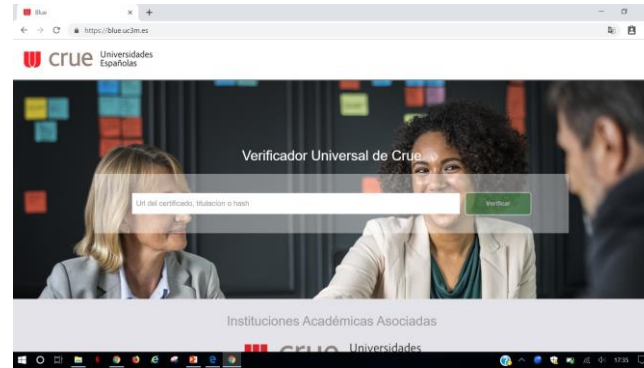 Blue
https://blue.uc3m.es
crue Universidades
Españolas
Verificador Universal de Crue
Url del certificado, titulacion o hash
Verificar
Instituciones Académicas Asociadas
crue Universidades
17:35